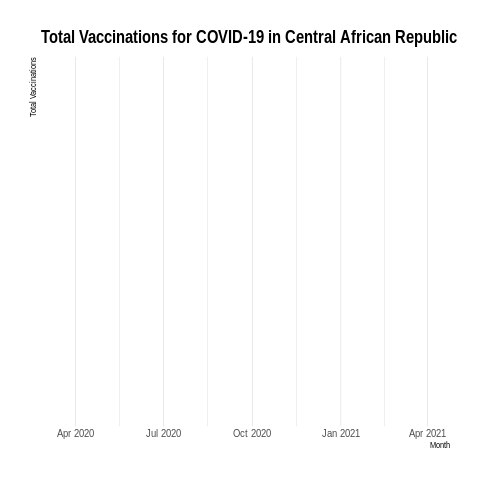 Total Vaccinations for COVID-19 in Central African Republic
Total Vaccinations
Apr 2020 Jul 2020 Oct 2020 Jan 2021 Apr 2021
Month